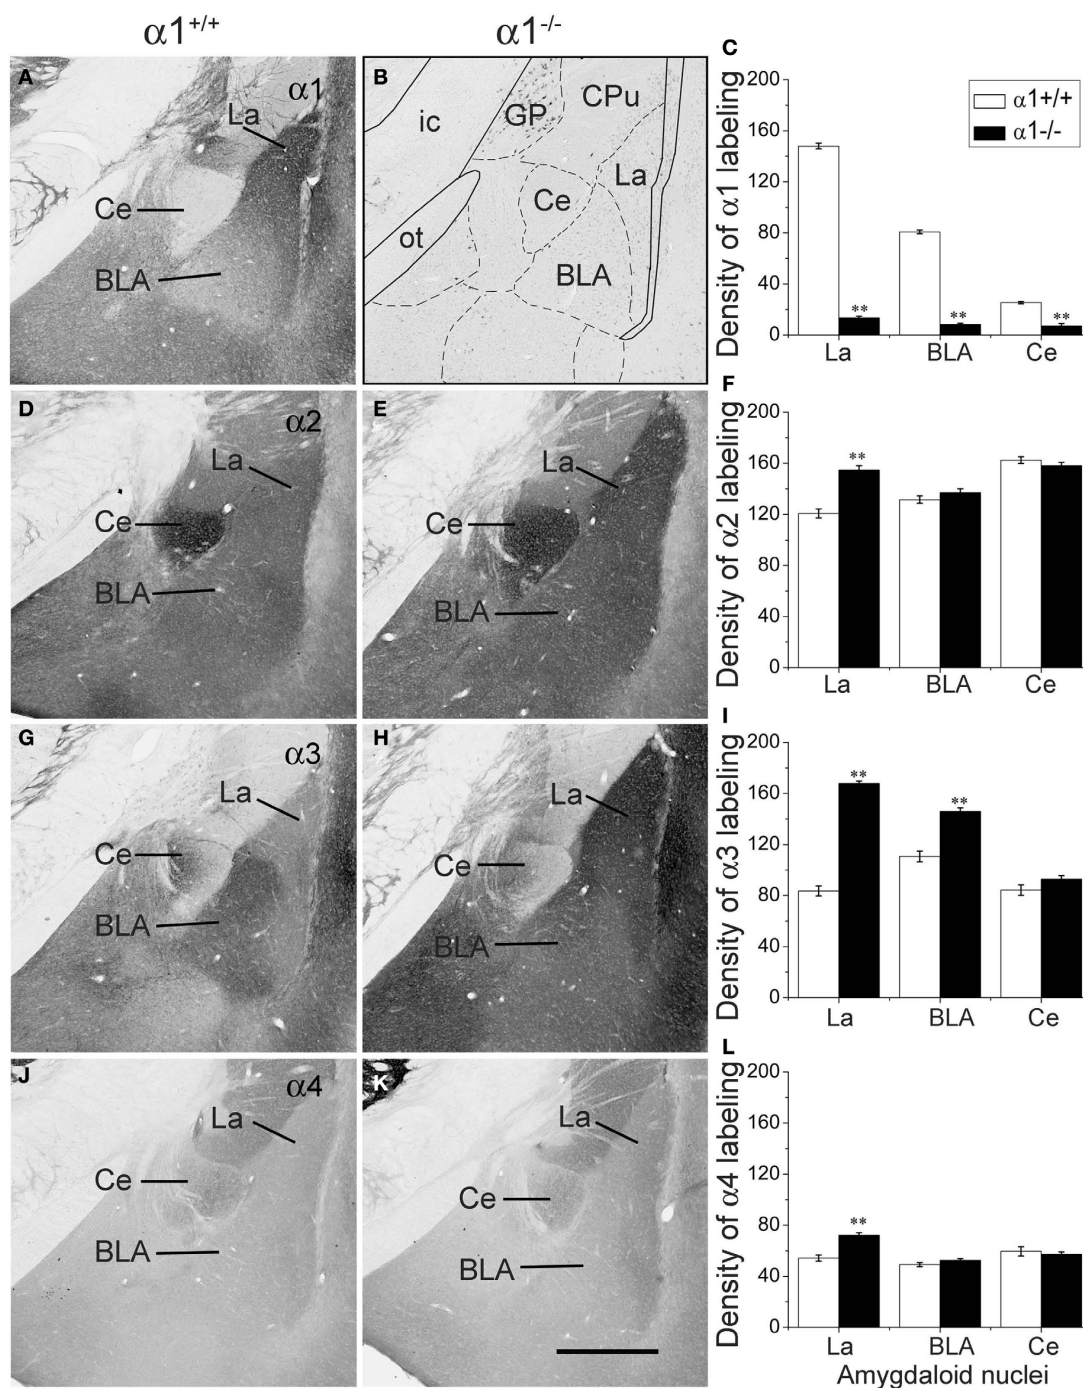 α1+/+
α1-/-
A
α1
La
Ce
BLA
B
ic
GP
CPu
La
Ce
ot
BLA
C
Density of α1 labeling
200
160
120
80
40
0
α1+/+
α1-/-
**
**
**
La BLA Ce
D
α2
La
Ce
BLA
E
La
Ce
BLA
F
Density of α2 labeling
200
160
120
80
40
0
**
La BLA Ce
G
α3
La
Ce
BLA
H
La
Ce
BLA
I
Density of α3 labeling
200
160
120
80
40
0
**
**
La BLA Ce
J
α4
La
Ce
BLA
K
La
Ce
BLA
L
Density of α4 labeling
200
160
120
80
40
0
**
La BLA Ce
Amygdaloid nuclei